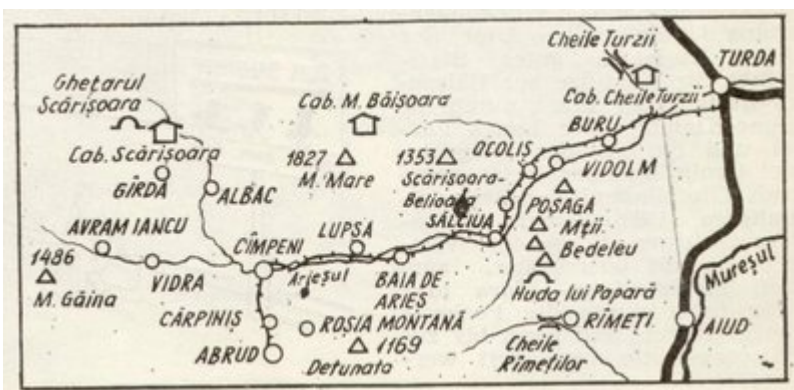 Cheile Turzii
TURDA
Ghețarul
Scărișoara
Cab. M. Băișoara
Cab. Cheile Turzii
BURU
Cab. Scărișoara
1827
M. Mare
1353
Scărișoara-
Belioara
OCOLIS
VIDOLM
GÎRDA
ALBAC
SĂLCIUA
POȘAGA
Mții
Bedeleu
AVRAM IANCU
LUPSA
CÎMPENI
1486
M. Găina
VIDRA
Arieșul
BAIA DE
ARIEȘ
Mureșul
Huda lui Papară
CĂRPINIȘ
ROȘIA MONTANĂ
RÎMEȚI
AIUD
ABRUD
1169
Detunata
Cheile
Rîmeților